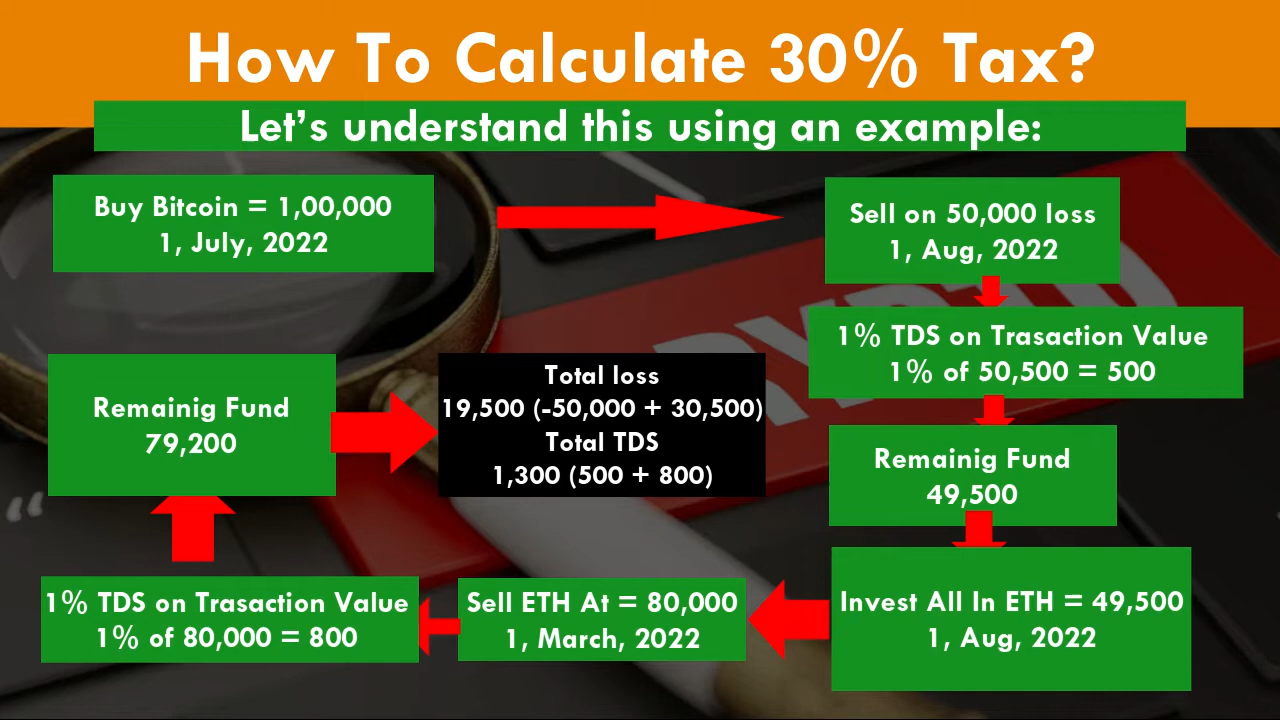 How To Calculate 30% Tax?
Let's understand this using an example:
Buy Bitcoin = 1,00,000
1, July, 2022
Sell on 50,000 loss
1, Aug, 2022
1% TDS on Trasaction Value
1% of 50,500 = 500
Remainig Fund
49,500
Invest All In ETH = 49,500
1, Aug, 2022
Sell ETH At = 80,000
1, March, 2022
1% TDS on Trasaction Value
1% of 80,000 = 800
Remainig Fund
79,200
Total loss
19,500 (-50,000 + 30,500)
Total TDS
1,300 (500 + 800)